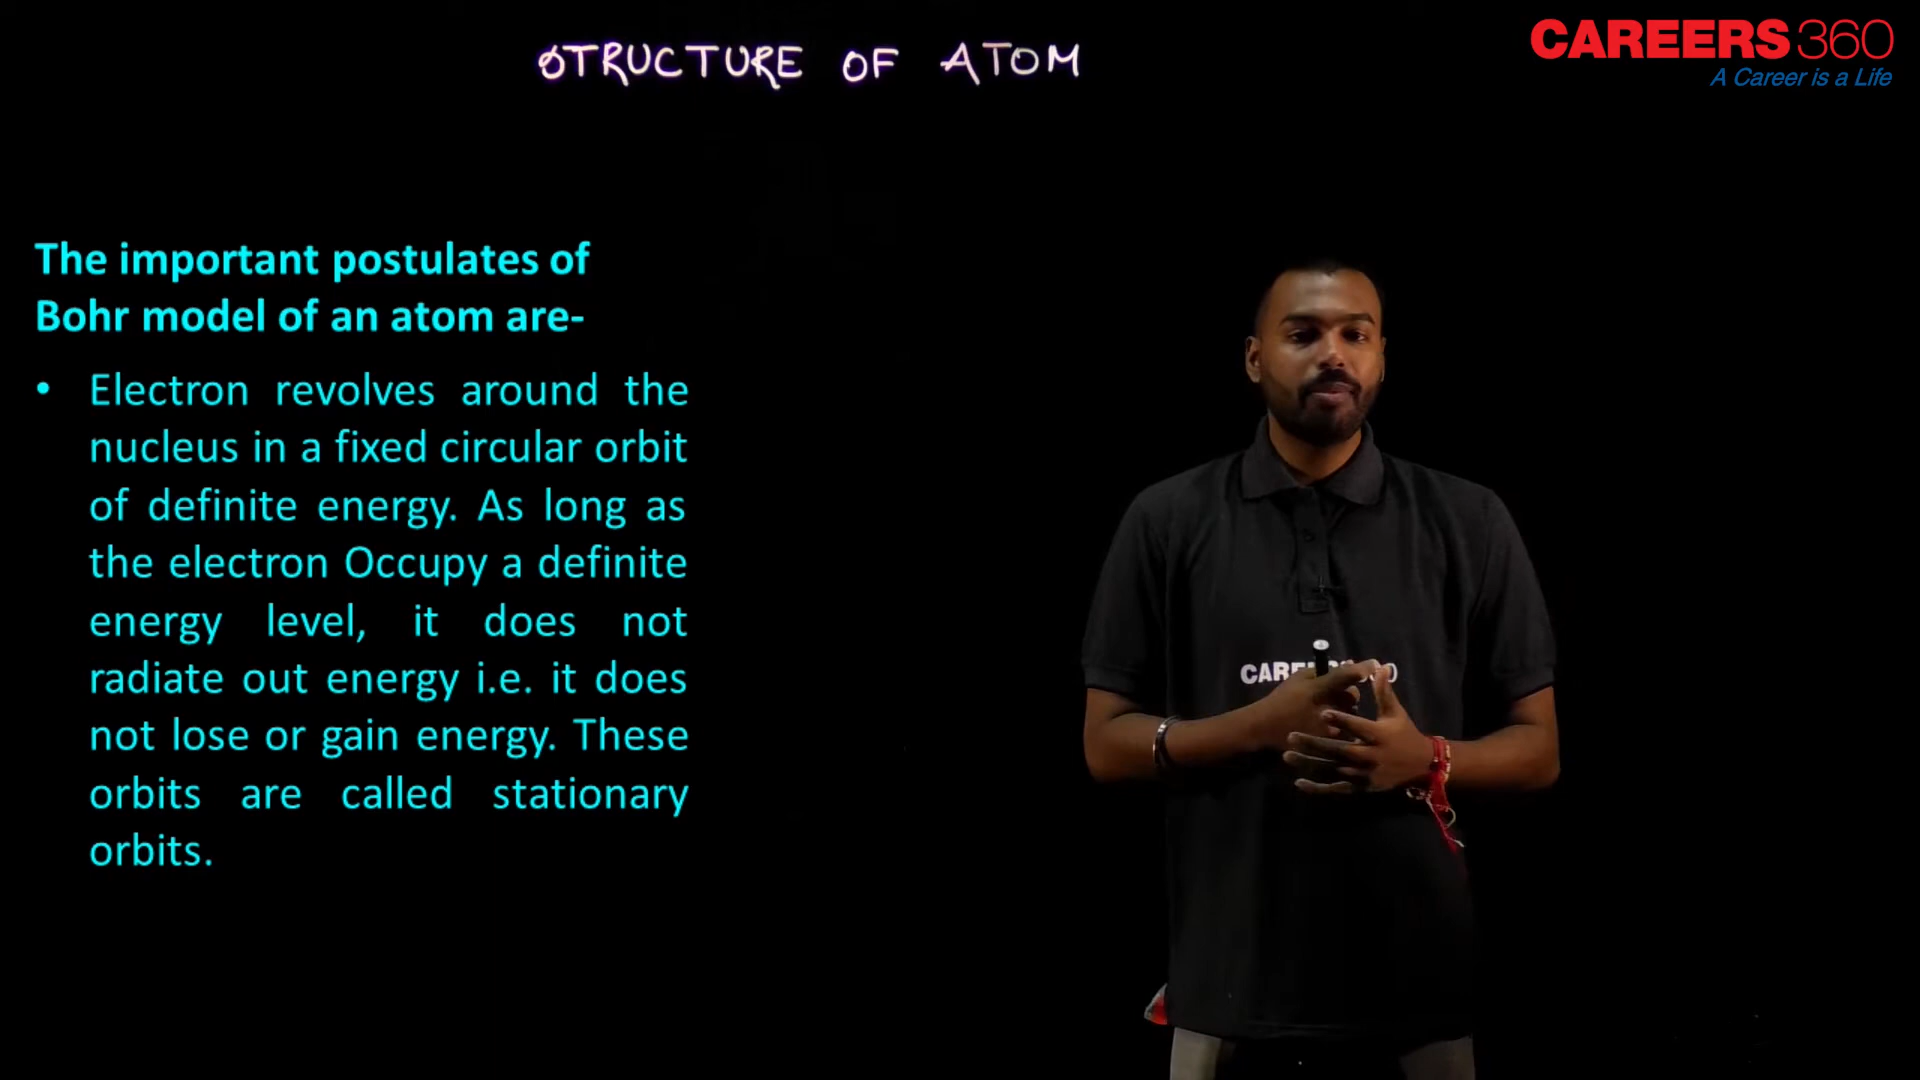 STRUCTURE OF ATOM
CAREERS360
A Career is a Life
The important postulates of
Bohr model of an atom are-
• Electron revolves around the
nucleus in a fixed circular orbit
of definite energy. As long as
the electron Occupy a definite
energy level, it does not
radiate out energy i.e. it does
not lose or gain energy. These
orbits are called stationary
orbits.